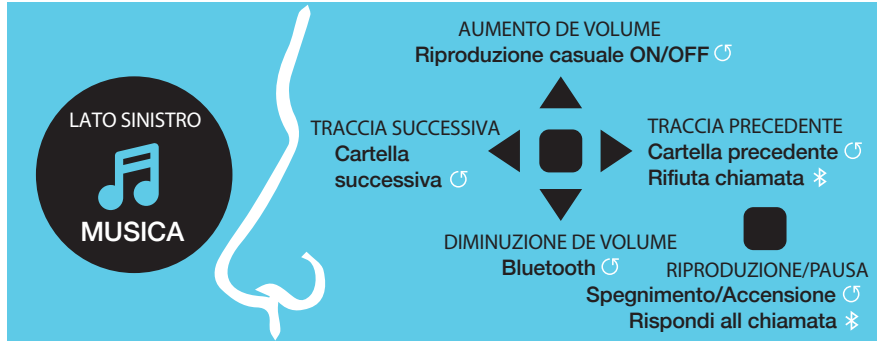 LATO SINISTRO
MUSICA
AUMENTO DE VOLUME
Riproduzione casuale ON/OFF
TRACCIA SUCCESSIVA
Cartella
successiva
TRACCIA PRECEDENTE
Cartella precedente
Rifiuta chiamata
DIMINUZIONE DE VOLUME
Bluetooth
RIPRODUZIONE/PAUSA
Spegnimento/Accensione
Rispondi all chiamata